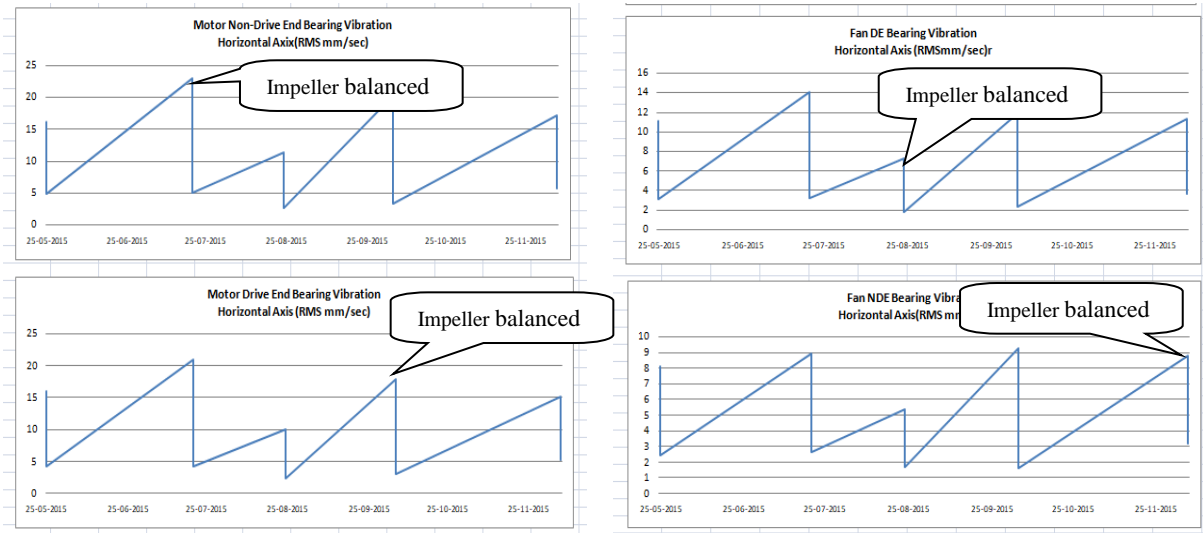 Motor Non-Drive End Bearing Vibration
Horizontal Axix(RMS mm/sec)
Impeller balanced
25
20
15
10
5
0
25-05-2015 25-06-2015 25-07-2015 25-08-2015 25-09-2015 25-10-2015 25-11-2015
Fan DE Bearing Vibration
Horizontal Axis (RMSmm/sec)r
Impeller balanced
16
14
12
10
8
6
4
2
0
25-05-2015 25-06-2015 25-07-2015 25-08-2015 25-09-2015 25-10-2015 25-11-2015
Motor Drive End Bearing Vibration
Horizontal Axis (RMS mm/sec)
Impeller balanced
25
20
15
10
5
0
25-05-2015 25-06-2015 25-07-2015 25-08-2015 25-09-2015 25-10-2015 25-11-2015
Fan NDE Bearing Vibra
Horizontal Axis(RMS m
Impeller balanced
10
9
8
7
6
5
4
3
2
1
0
25-05-2015 25-06-2015 25-07-2015 25-08-2015 25-09-2015 25-10-2015 25-11-2015